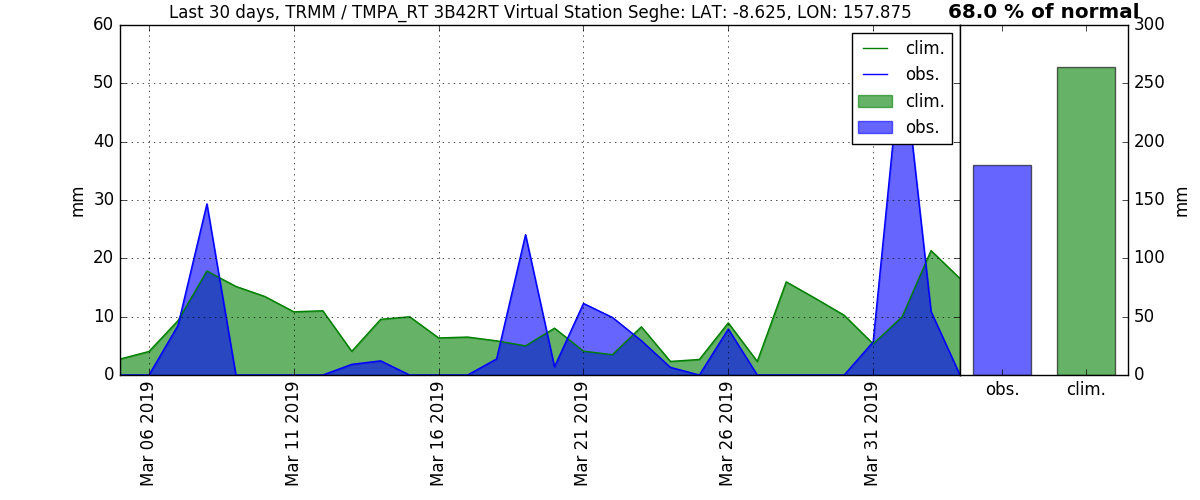 Last 30 days, TRMM / TMPA_RT 3B42RT Virtual Station Seghe: LAT: -8.625, LON: 157.875
68.0 % of normal
60
50
40
30
20
10
0
mm
clim.
obs.
clim.
obs.
300
250
200
150
100
50
0
mm
obs.
clim.
Mar 06 2019
Mar 11 2019
Mar 16 2019
Mar 21 2019
Mar 26 2019
Mar 31 2019